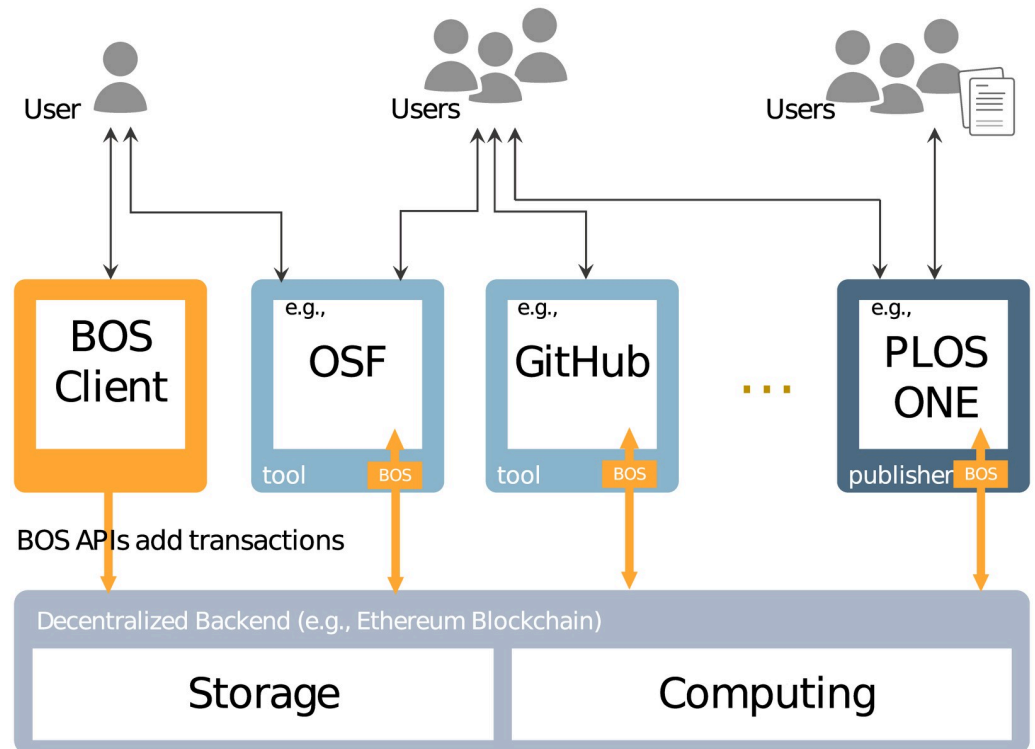 User
Users
Users
BOS
Client
e.g.,
OSF
tool
BOS
e.g.,
GitHub
tool
BOS
...
e.g.,
PLOS
ONE
publisher
BOS
BOS APIs add transactions
Decentralized Backend (e.g., Ethereum Blockchain)
Storage
Computing